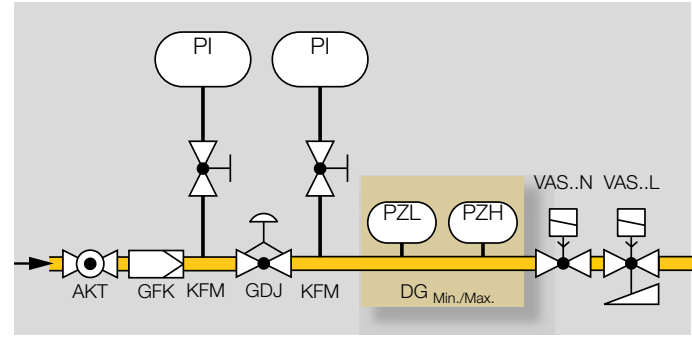 PI PI
VAS..N VAS..L
PZL PZH
AKT GFK KFM GDJ KFM DG Min./Max.